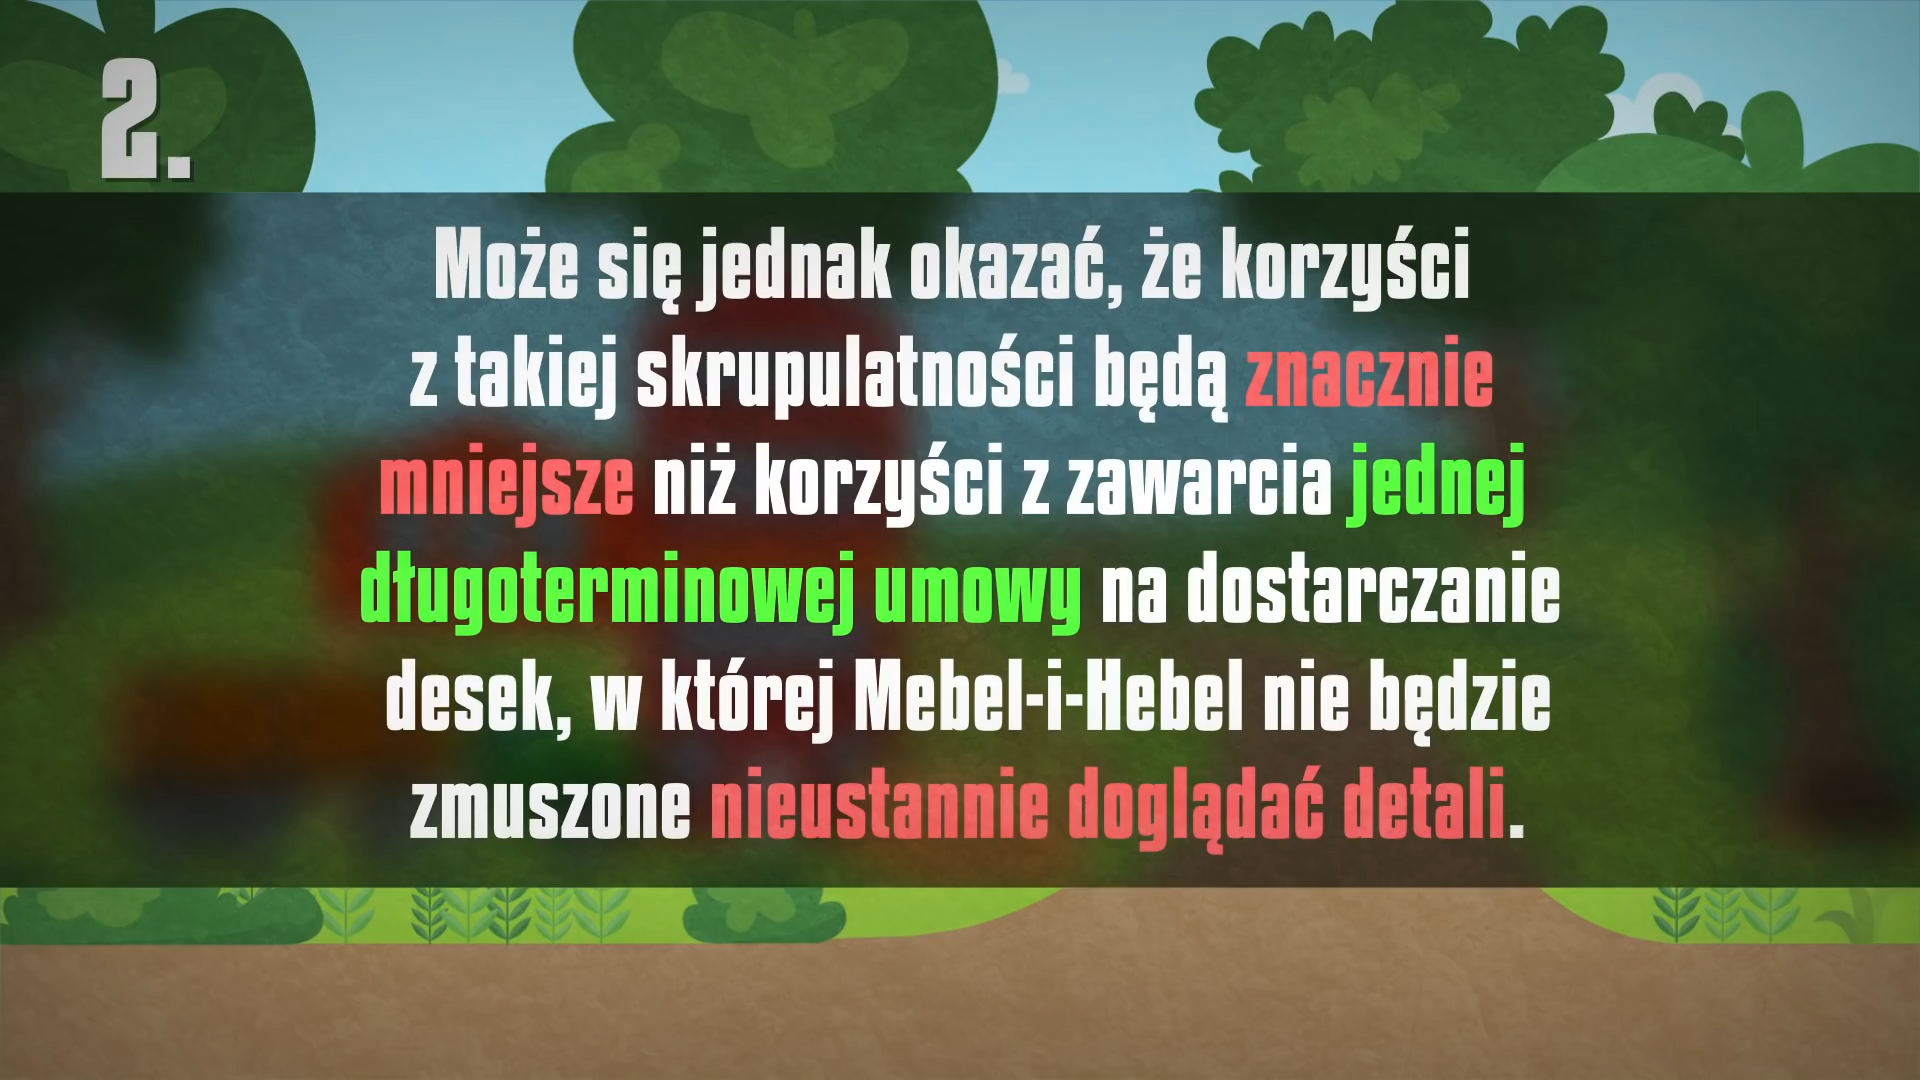 2.
Może się jednak okazać, że korzyści
z takiej skrupulatności będą znacznie
mniejsze niż korzyści z zawarcia jednej
długoterminowej umowy na dostarczanie
desek, w której Mebel-i-Hebel nie będzie
zmuszone nieustannie doglądać detali.